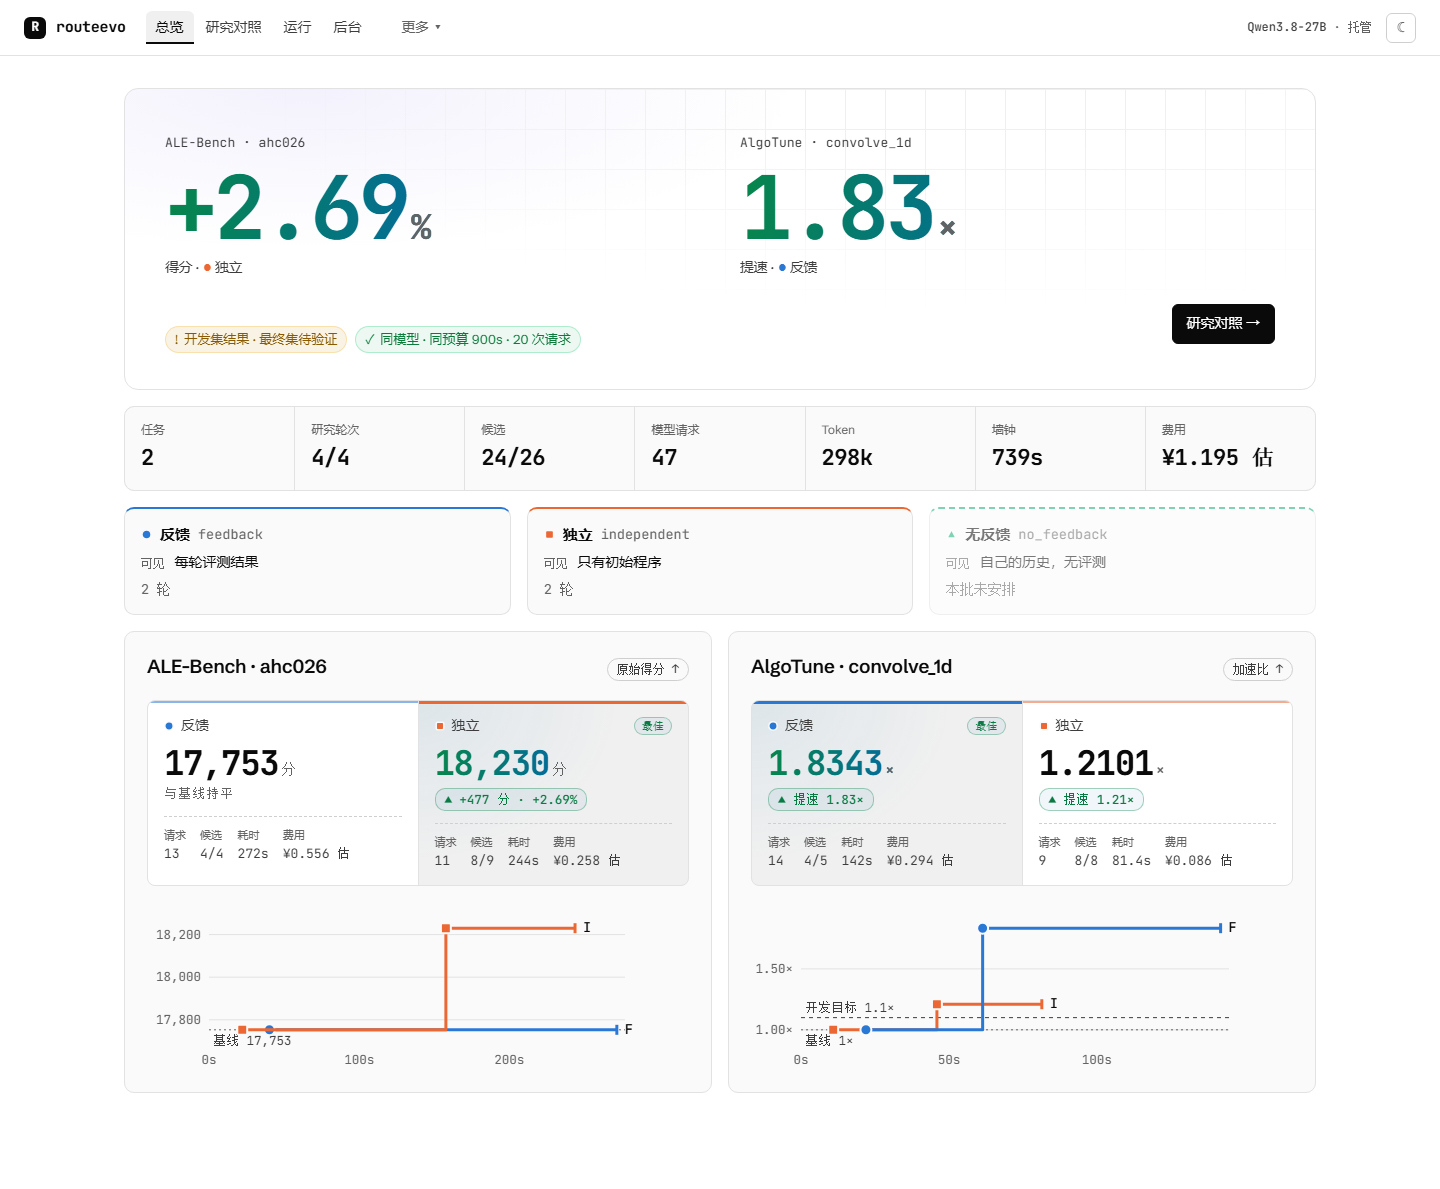 R routeevo 总览 研究对照 运行 后台 更多 ▾ Qwen3.8-27B · 托管 ☾
ALE-Bench · ahc026
+2.69%
得分 · 独立
AlgoTune · convolve_1d
1.83×
提速 · 反馈
! 开发集结果 · 最终集待验证 ✓ 同模型 · 同预算 900s · 20 次请求
研究对照 →
任务
2
研究轮次
4/4
候选
24/26
模型请求
47
Token
298k
墙钟
739s
费用
¥1.195 估
反馈 feedback
可见 每轮评测结果
2 轮
独立 independent
可见 只有初始程序
2 轮
无反馈 no_feedback
可见 自己的历史，无评测
本批未安排
ALE-Bench · ahc026
原始得分 ↑
反馈
17,753 分
与基线持平
请求 候选 耗时 费用
13 4/4 272s ¥0.556 估
独立 最佳
18,230 分
▲ +477 分 · +2.69%
请求 候选 耗时 费用
11 8/9 244s ¥0.258 估
18,200
18,000
17,800
I
F
基线 17,753
0s 100s 200s
AlgoTune · convolve_1d
加速比 ↑
反馈 最佳
1.8343×
▲ 提速 1.83×
请求 候选 耗时 费用
14 4/5 142s ¥0.294 估
独立
1.2101×
▲ 提速 1.21×
请求 候选 耗时 费用
9 8/8 81.4s ¥0.086 估
F
1.50×
I
开发目标 1.1×
1.00×
基线 1×
0s 50s 100s